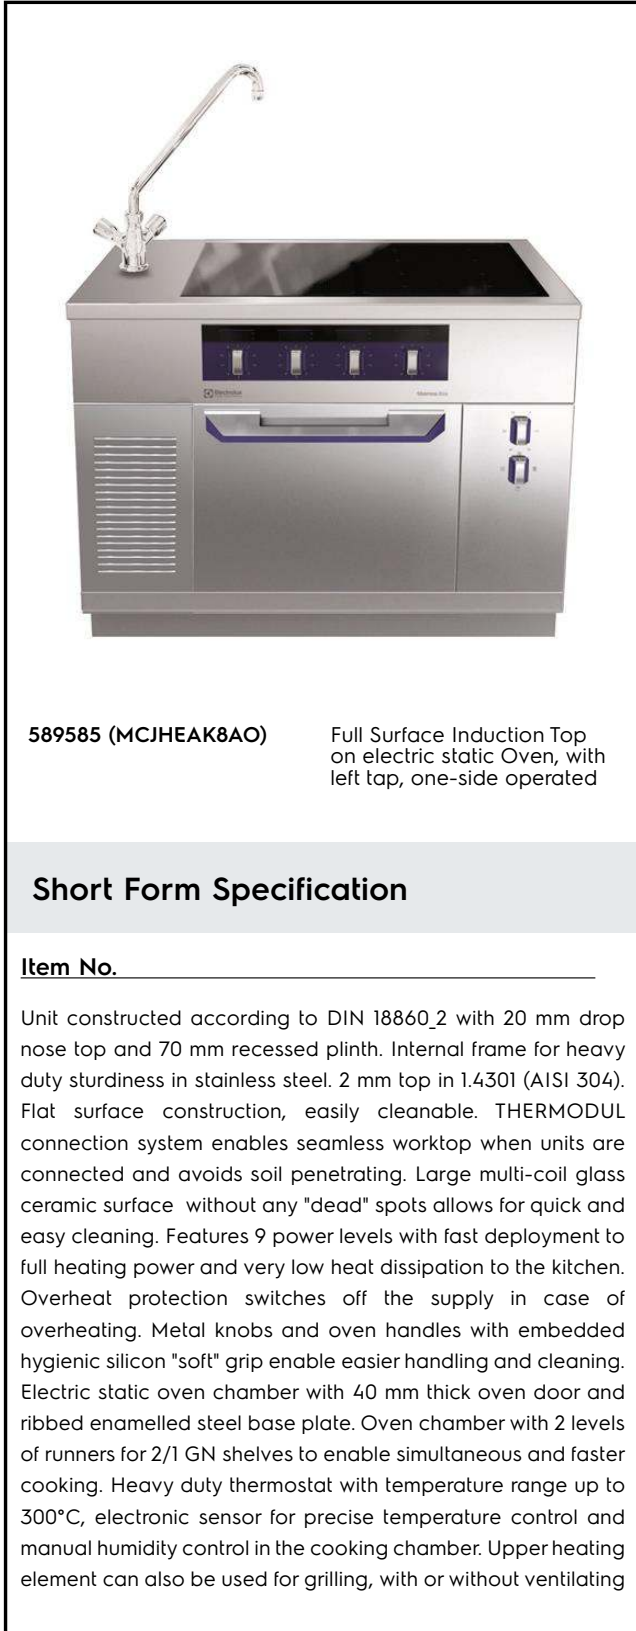 Electrolux
589585 (MCJHEAK8AO)
Full Surface Induction Top
on electric static Oven, with
left tap, one-side operated
Short Form Specification
Item No.
Unit constructed according to DIN 18860_2 with 20 mm drop
nose top and 70 mm recessed plinth. Internal frame for heavy
duty sturdiness in stainless steel. 2 mm top in 1.4301 (AISI 304).
Flat surface construction, easily cleanable. THERMODUL
connection system enables seamless worktop when units are
connected and avoids soil penetrating. Large multi-coil glass
ceramic surface without any "dead" spots allows for quick and
easy cleaning. Features 9 power levels with fast deployment to
full heating power and very low heat dissipation to the kitchen.
Overheat protection switches off the supply in case of
overheating. Metal knobs and oven handles with embedded
hygienic silicon "soft" grip enable easier handling and cleaning.
Electric static oven chamber with 40 mm thick oven door and
ribbed enamelled steel base plate. Oven chamber with 2 levels
of runners for 2/1 GN shelves to enable simultaneous and faster
cooking. Heavy duty thermostat with temperature range up to
300°C, electronic sensor for precise temperature control and
manual humidity control in the cooking chamber. Upper heating
element can also be used for grilling, with or without ventilating